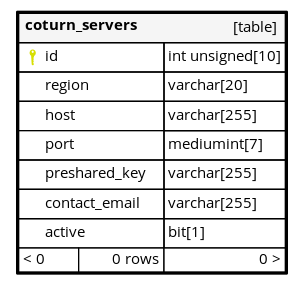 coturn_servers [table]
id int unsigned[10]
region varchar[20]
host varchar[255]
port mediumint[7]
preshared_key varchar[255]
contact_email varchar[255]
active bit[1]
< 0 0 rows 0 >